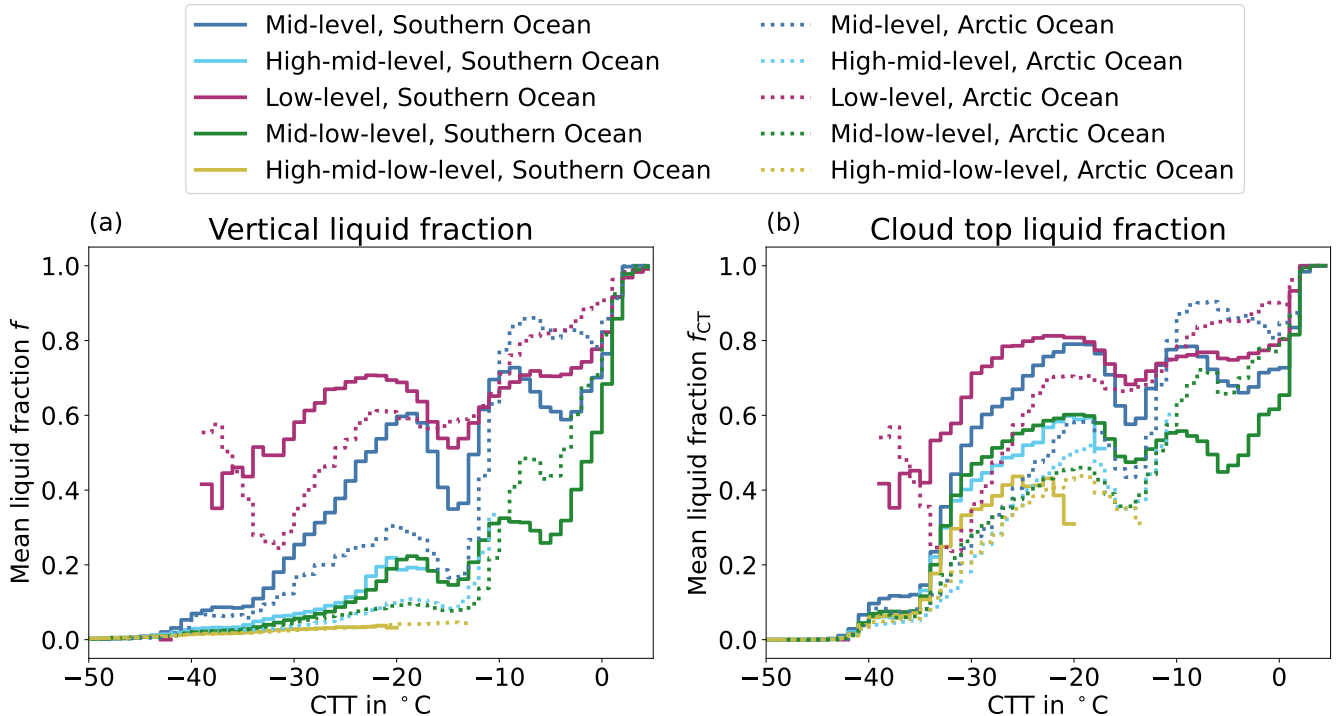 Mid-level, Southern Ocean
High-mid-level, Southern Ocean
Low-level, Southern Ocean
Mid-low-level, Southern Ocean
High-mid-low-level, Southern Ocean
Mid-level, Arctic Ocean
High-mid-level, Arctic Ocean
Low-level, Arctic Ocean
Mid-low-level, Arctic Ocean
High-mid-low-level, Arctic Ocean
(a)
Vertical liquid fraction
Mean liquid fraction f
1.0
0.8
0.6
0.4
0.2
0.0
−50 −40 −30 −20 −10 0
CTT in °C
(b)
Cloud top liquid fraction
Mean liquid fraction f_CT
1.0
0.8
0.6
0.4
0.2
0.0
−50 −40 −30 −20 −10 0
CTT in °C